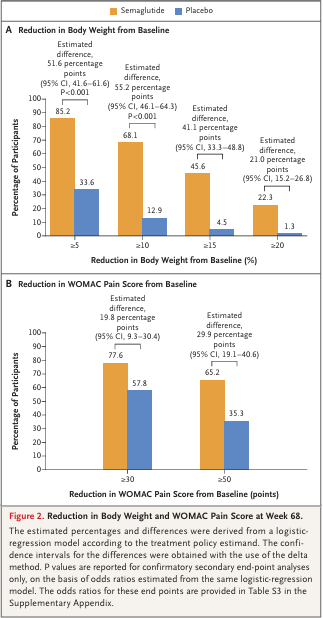 Semaglutide Placebo
A Reduction in Body Weight from Baseline
Estimated
difference,
51.6 percentage
points
(95% CI, 41.6–61.6)
P<0.001
Estimated
difference,
55.2 percentage
points
(95% CI, 46.1–64.3)
P<0.001
Estimated
difference,
41.1 percentage
points
(95% CI, 33.3–48.8)
Estimated
difference,
21.0 percentage
points
(95% CI, 15.2–26.8)
Percentage of Participants
100
90
80
70
60
50
40
30
20
10
0
85.2
33.6
68.1
12.9
45.6
4.5
22.3
1.3
≥5 ≥10 ≥15 ≥20
Reduction in Body Weight from Baseline (%)
B Reduction in WOMAC Pain Score from Baseline
Estimated
difference,
19.8 percentage
points
(95% CI, 9.3–30.4)
Estimated
difference,
29.9 percentage
points
(95% CI, 19.1–40.6)
Percentage of Participants
100
90
80
70
60
50
40
30
20
10
0
77.6
57.8
65.2
35.3
≥30 ≥50
Reduction in WOMAC Pain Score from Baseline (points)
Figure 2. Reduction in Body Weight and WOMAC Pain Score at Week 68.
The estimated percentages and differences were derived from a logistic-
regression model according to the treatment policy estimand. The confi-
dence intervals for the differences were obtained with the use of the delta
method. P values are reported for confirmatory secondary end-point analyses
only, on the basis of odds ratios estimated from the same logistic-regression
model. The odds ratios for these end points are provided in Table S3 in the
Supplementary Appendix.